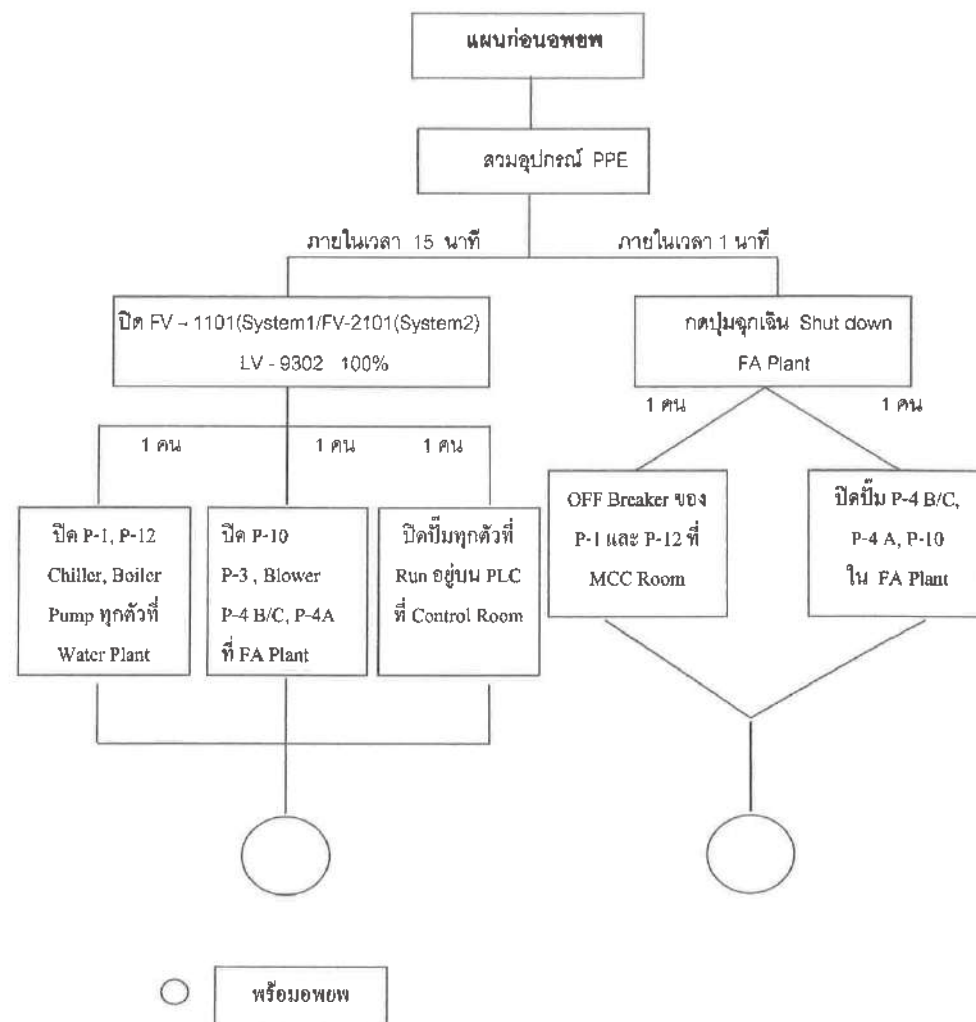 แผนก่อนอพยพ
สวมอุปกรณ์ PPE
ภายในเวลา 15 นาที
ภายในเวลา 1 นาที
ปิด FV - 1101(System1/FV-2101(System2)
LV - 9302 100%
กดปุ่มฉุกเฉิน Shut down
FA Plant
1 คน
1 คน
1 คน
1 คน
1 คน
ปิด P-1, P-12
Chiller, Boiler
Pump ทุกตัวที่
Water Plant
ปิด P-10
P-3 , Blower
P-4 B/C, P-4A
ที่ FA Plant
ปิดปั๊มทุกตัวที่
Run อยู่บน PLC
ที่ Control Room
OFF Breaker ของ
P-1 และ P-12 ที่
MCC Room
ปิดปั๊ม P-4 B/C,
P-4 A, P-10
ใน FA Plant
พร้อมอพยพ